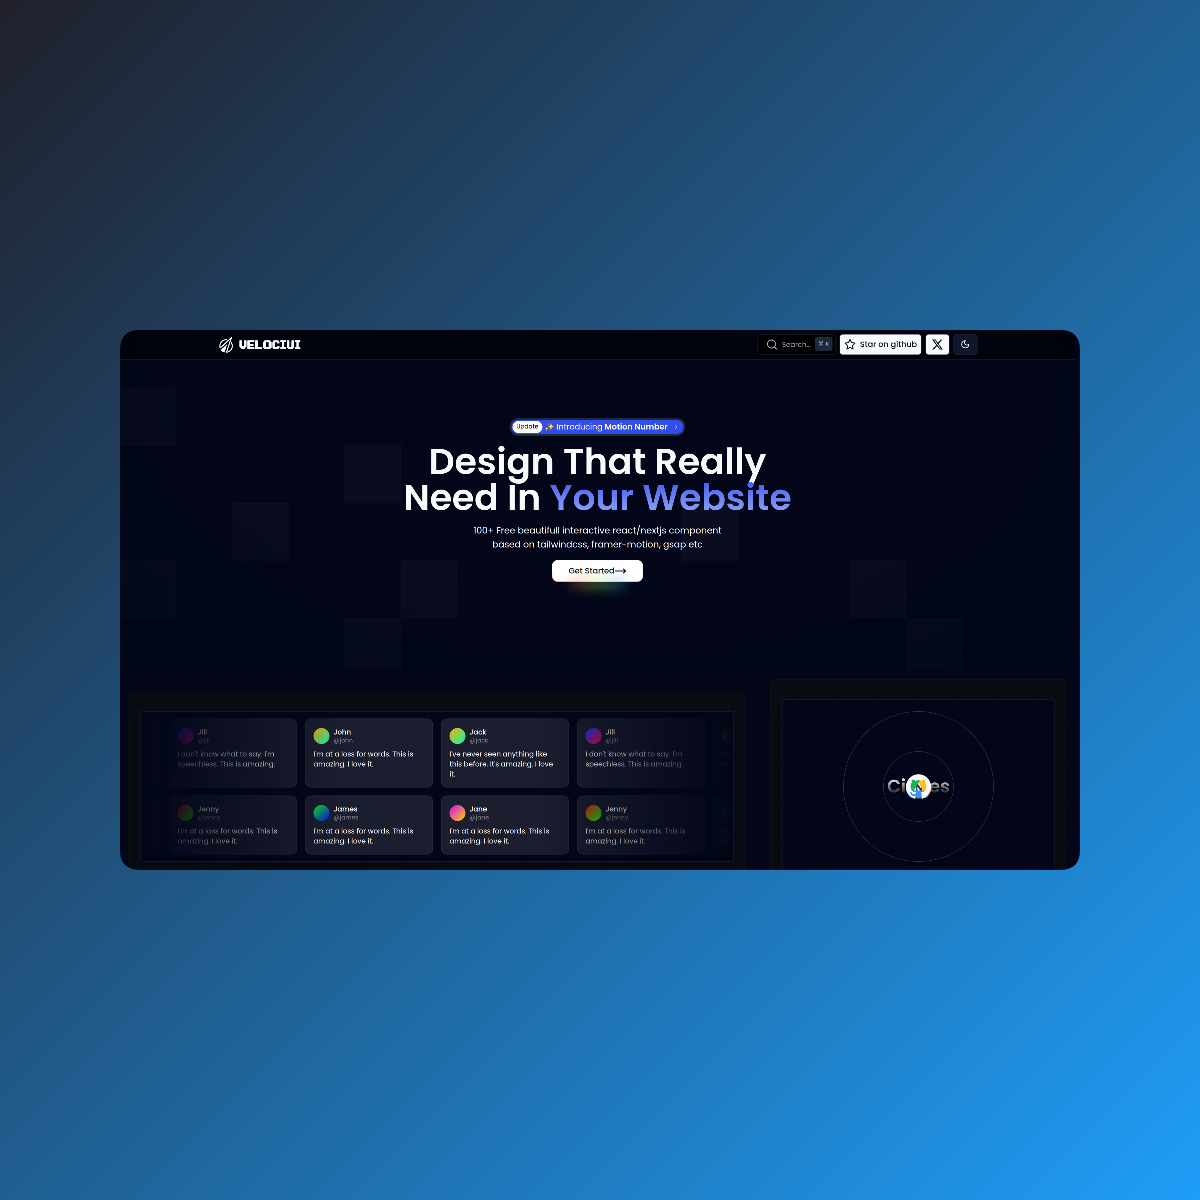 VELOCIUI
Search... ⌘ K
Star on github
Update ✨ Introducing Motion Number
Design That Really
Need In Your Website
100+ Free beautifull interactive react/nextjs component
based on tailwindcss, framer-motion, gsap etc
Get Started
Jill
@jill
I don't know what to say. I'm
speechless. This is amazing.
John
@john
I'm at a loss for words. This is
amazing. I love it.
Jack
@jack
I've never seen anything like
this before. It's amazing. I love
it.
Jill
@jill
I don't know what to say. I'm
speechless. This is amazing.
Jenny
@jenny
I'm at a loss for words. This is
amazing. I love it.
James
@james
I'm at a loss for words. This is
amazing. I love it.
Jane
@jane
I'm at a loss for words. This is
amazing. I love it.
Jenny
@jenny
I'm at a loss for words. This is
amazing. I love it.